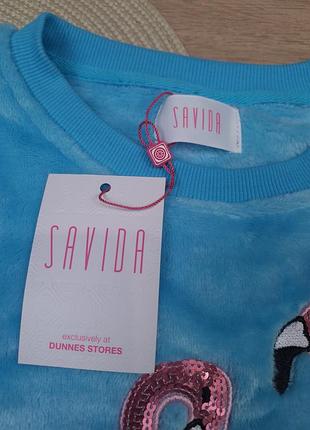 SAVIDA
SAVIDA
exclusively at
DUNNES STORES